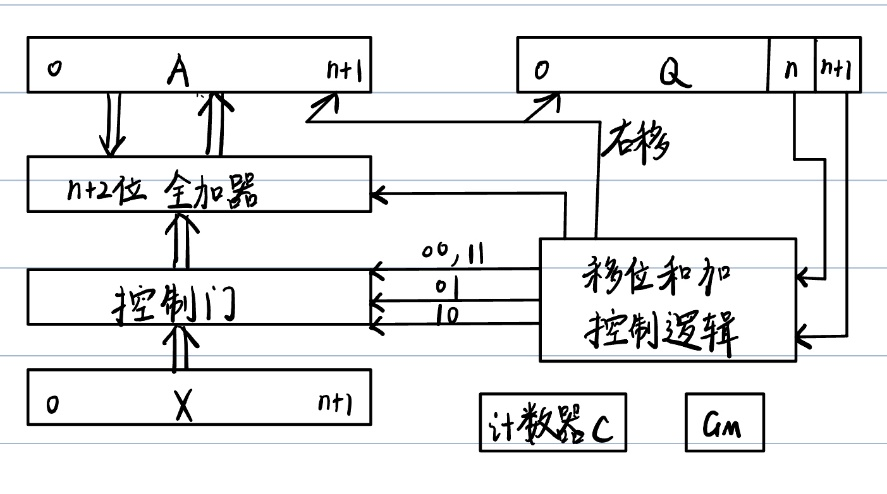 0 A n+1
0 Q n n+1
右移
n+2位 全加器
00,11
01
10
控制门
移位和加
控制逻辑
0 X n+1
计数器C
Gm